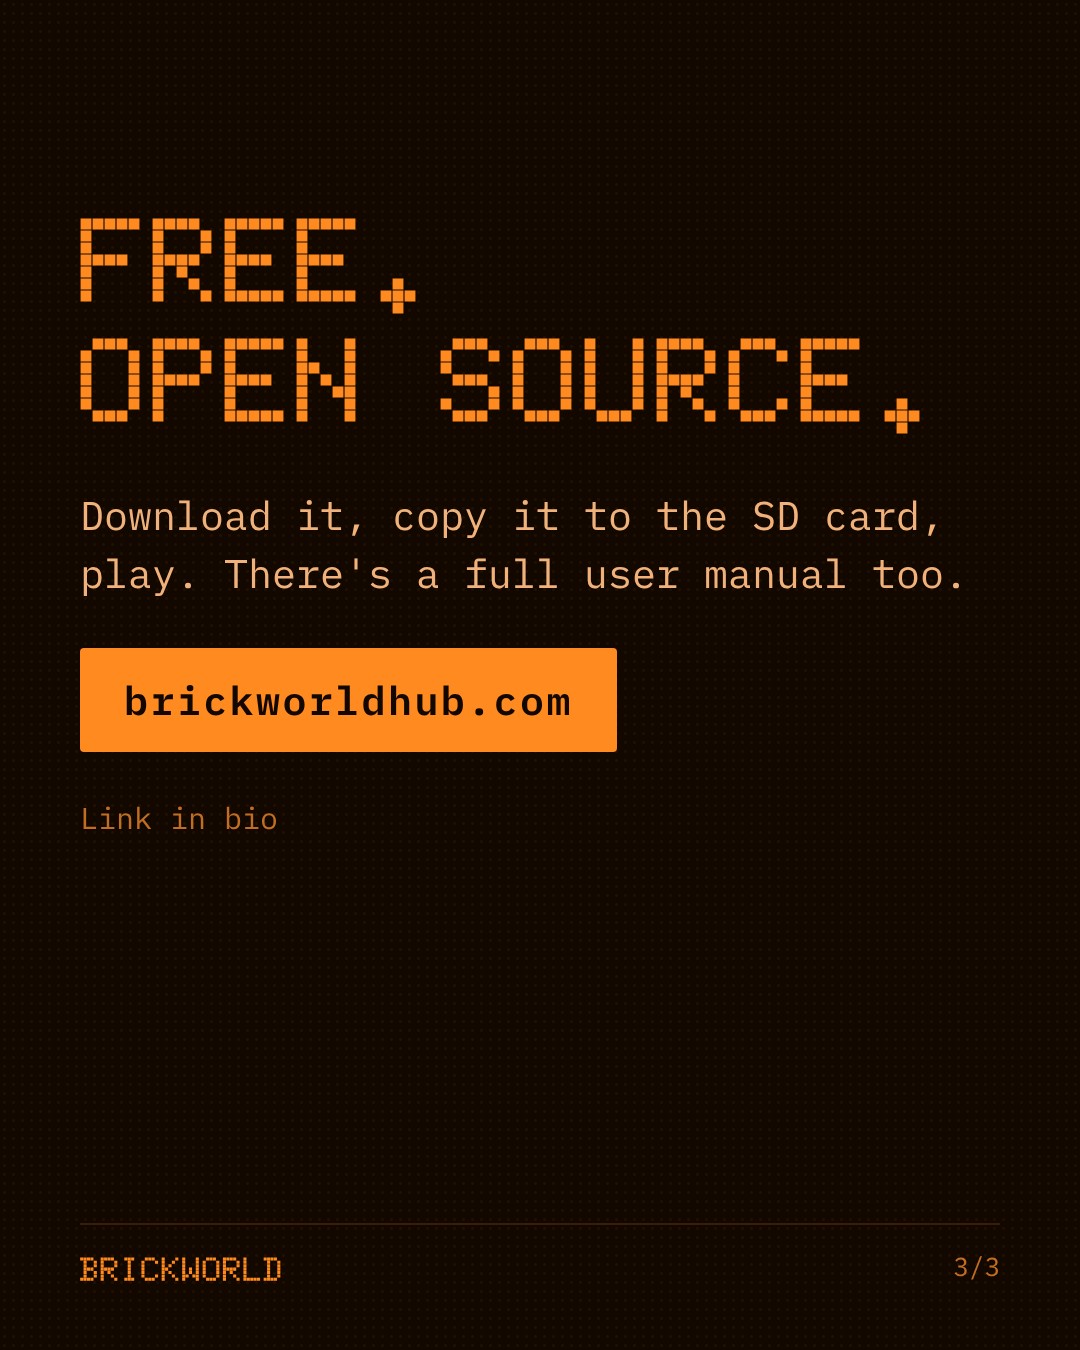 FREE.
OPEN SOURCE.
Download it, copy it to the SD card,
play. There's a full user manual too.
brickworldhub.com
Link in bio
BRICKWORLD
3/3